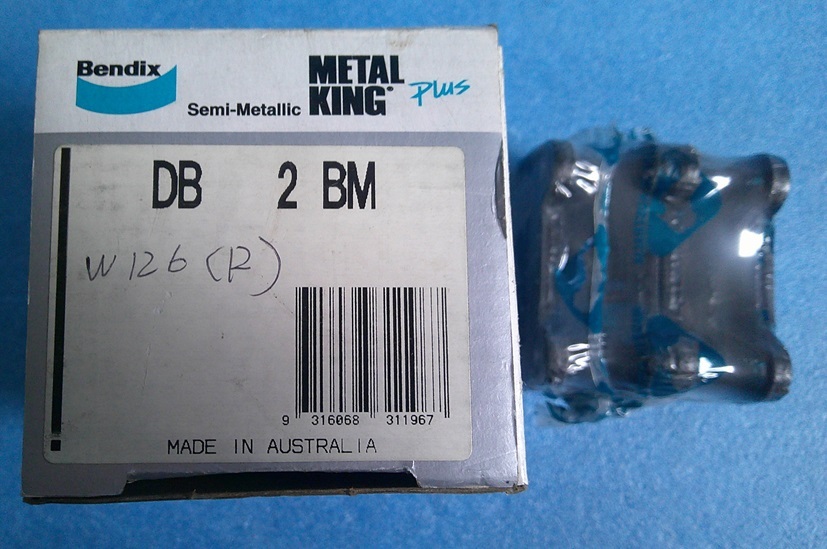 Bendix
Semi-Metallic METAL KING® Plus
DB 2 BM
W126 (R)
9 316068 311967
MADE IN AUSTRALIA